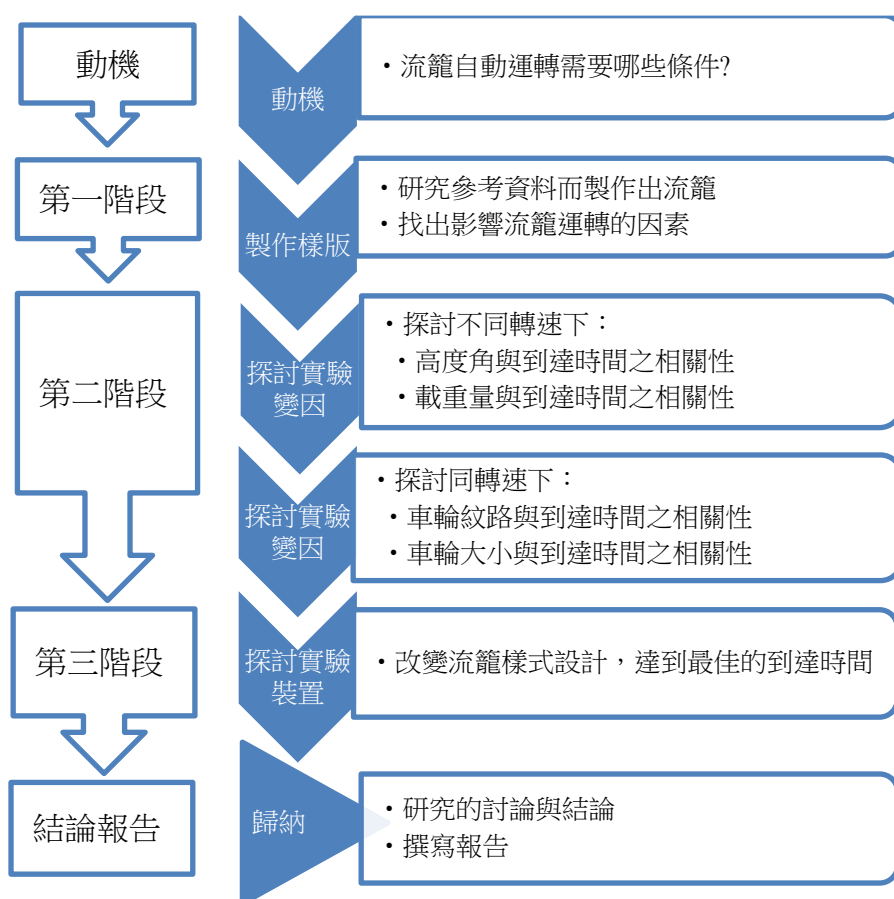 動機
動機
・流籠自動運轉需要哪些條件?
第一階段
製作樣版
・研究參考資料而製作出流籠
・找出影響流籠運轉的因素
第二階段
探討實驗
變因
・探討不同轉速下：
・高度角與到達時間之相關性
・載重量與到達時間之相關性
探討實驗
變因
・探討同轉速下：
・車輪紋路與到達時間之相關性
・車輪大小與到達時間之相關性
第三階段
探討實驗
裝置
・改變流籠樣式設計，達到最佳的到達時間
結論報告
歸納
・研究的討論與結論
・撰寫報告